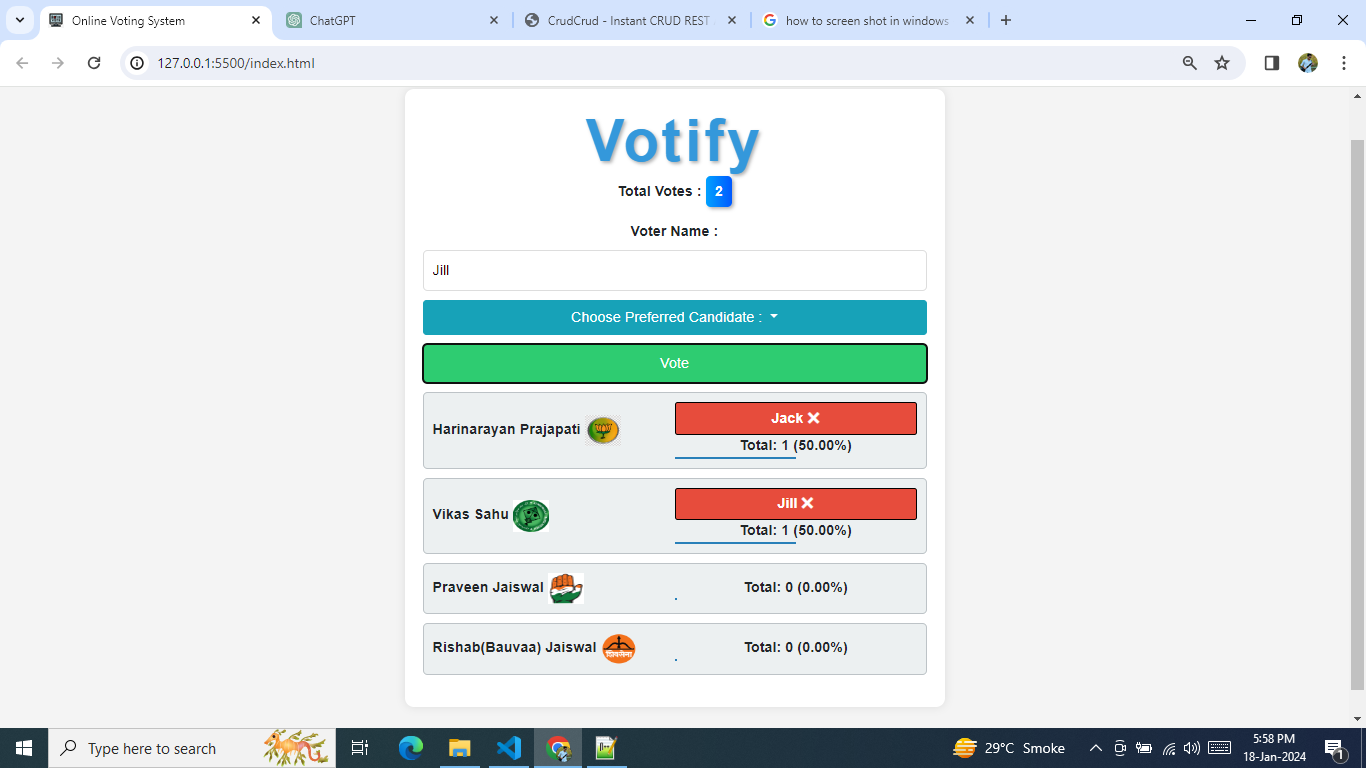 Online Voting System
ChatGPT
CrudCrud - Instant CRUD REST
how to screen shot in windows
127.0.0.1:5500/index.html
Votify
Total Votes : 2
Voter Name :
Jill
Choose Preferred Candidate :
Vote
Harinarayan Prajapati
Jack ×
Total: 1 (50.00%)
Vikas Sahu
Jill ×
Total: 1 (50.00%)
Praveen Jaiswal
Total: 0 (0.00%)
Rishab(Bauvaa) Jaiswal
Total: 0 (0.00%)
Type here to search
29°C Smoke
5:58 PM
18-Jan-2024
1